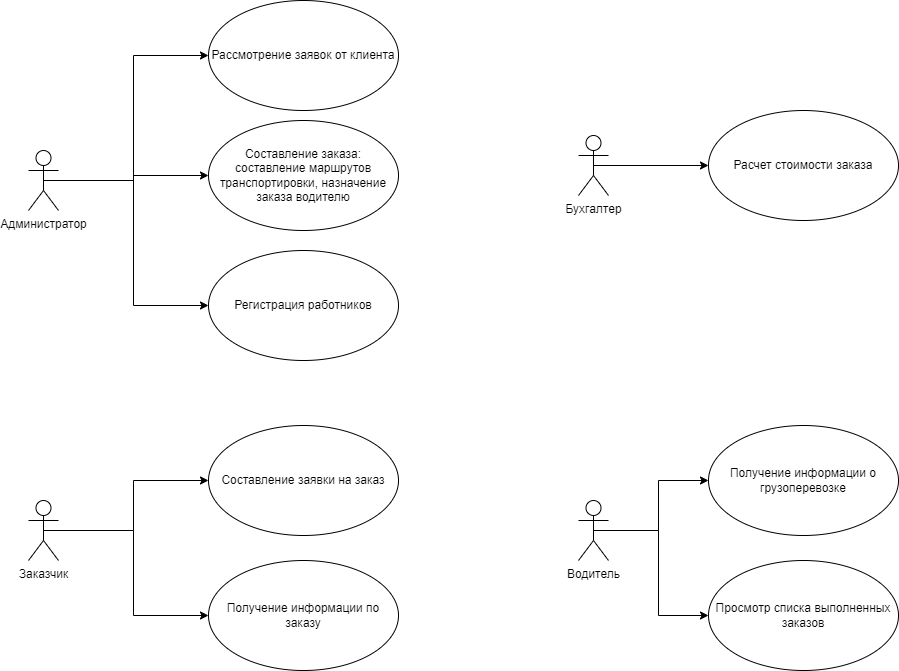 Рассмотрение заявок от клиента
Составление заказа:
составление маршрутов
транспортировки, назначение
заказа водителю
Администратор
Регистрация работников
Расчет стоимости заказа
Бухгалтер
Составление заявки на заказ
Заказчик
Получение информации по
заказу
Получение информации о
грузоперевозке
Водитель
Просмотр списка выполненных
заказов